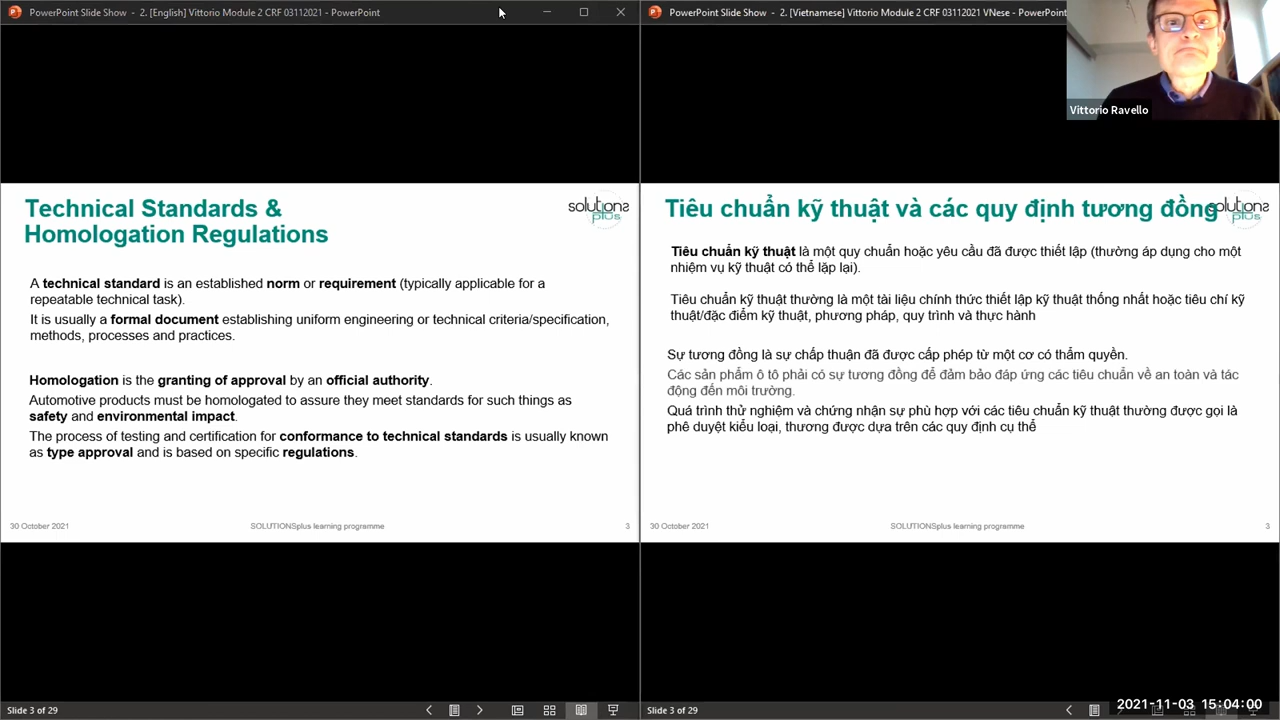 PowerPoint Slide Show - 2. [English] Vittorio Module 2 CRF 03112021 - PowerPoint
Technical Standards &
Homologation Regulations
solutions
plus
A technical standard is an established norm or requirement (typically applicable for a
repeatable technical task).
It is usually a formal document establishing uniform engineering or technical criteria/specification,
methods, processes and practices.
Homologation is the granting of approval by an official authority.
Automotive products must be homologated to assure they meet standards for such things as
safety and environmental impact.
The process of testing and certification for conformance to technical standards is usually known
as type approval and is based on specific regulations.
30 October 2021
SOLUTIONSplus learning programme
3
Slide 3 of 29
PowerPoint Slide Show - 2. [Vietnamese] Vittorio Module 2 CRF 03112021 VNese - PowerPoint
Vittorio Ravello
Tiêu chuẩn kỹ thuật và các quy định tương đồng
solutions
plus
Tiêu chuẩn kỹ thuật là một quy chuẩn hoặc yêu cầu đã được thiết lập (thường áp dụng cho một
nhiệm vụ kỹ thuật có thể lặp lại).
Tiêu chuẩn kỹ thuật thường là một tài liệu chính thức thiết lập kỹ thuật thống nhất hoặc tiêu chí kỹ
thuật/đặc điểm kỹ thuật, phương pháp, quy trình và thực hành
Sự tương đồng là sự chấp thuận đã được cấp phép từ một cơ có thẩm quyền.
Các sản phẩm ô tô phải có sự tương đồng để đảm bảo đáp ứng các tiêu chuẩn về an toàn và tác
động đến môi trường.
Quá trình thử nghiệm và chứng nhận sự phù hợp với các tiêu chuẩn kỹ thuật thường được gọi là
phê duyệt kiểu loại, thương được dựa trên các quy định cụ thể
30 October 2021
SOLUTIONSplus learning programme
3
Slide 3 of 29
2021-11-03 15:04:00